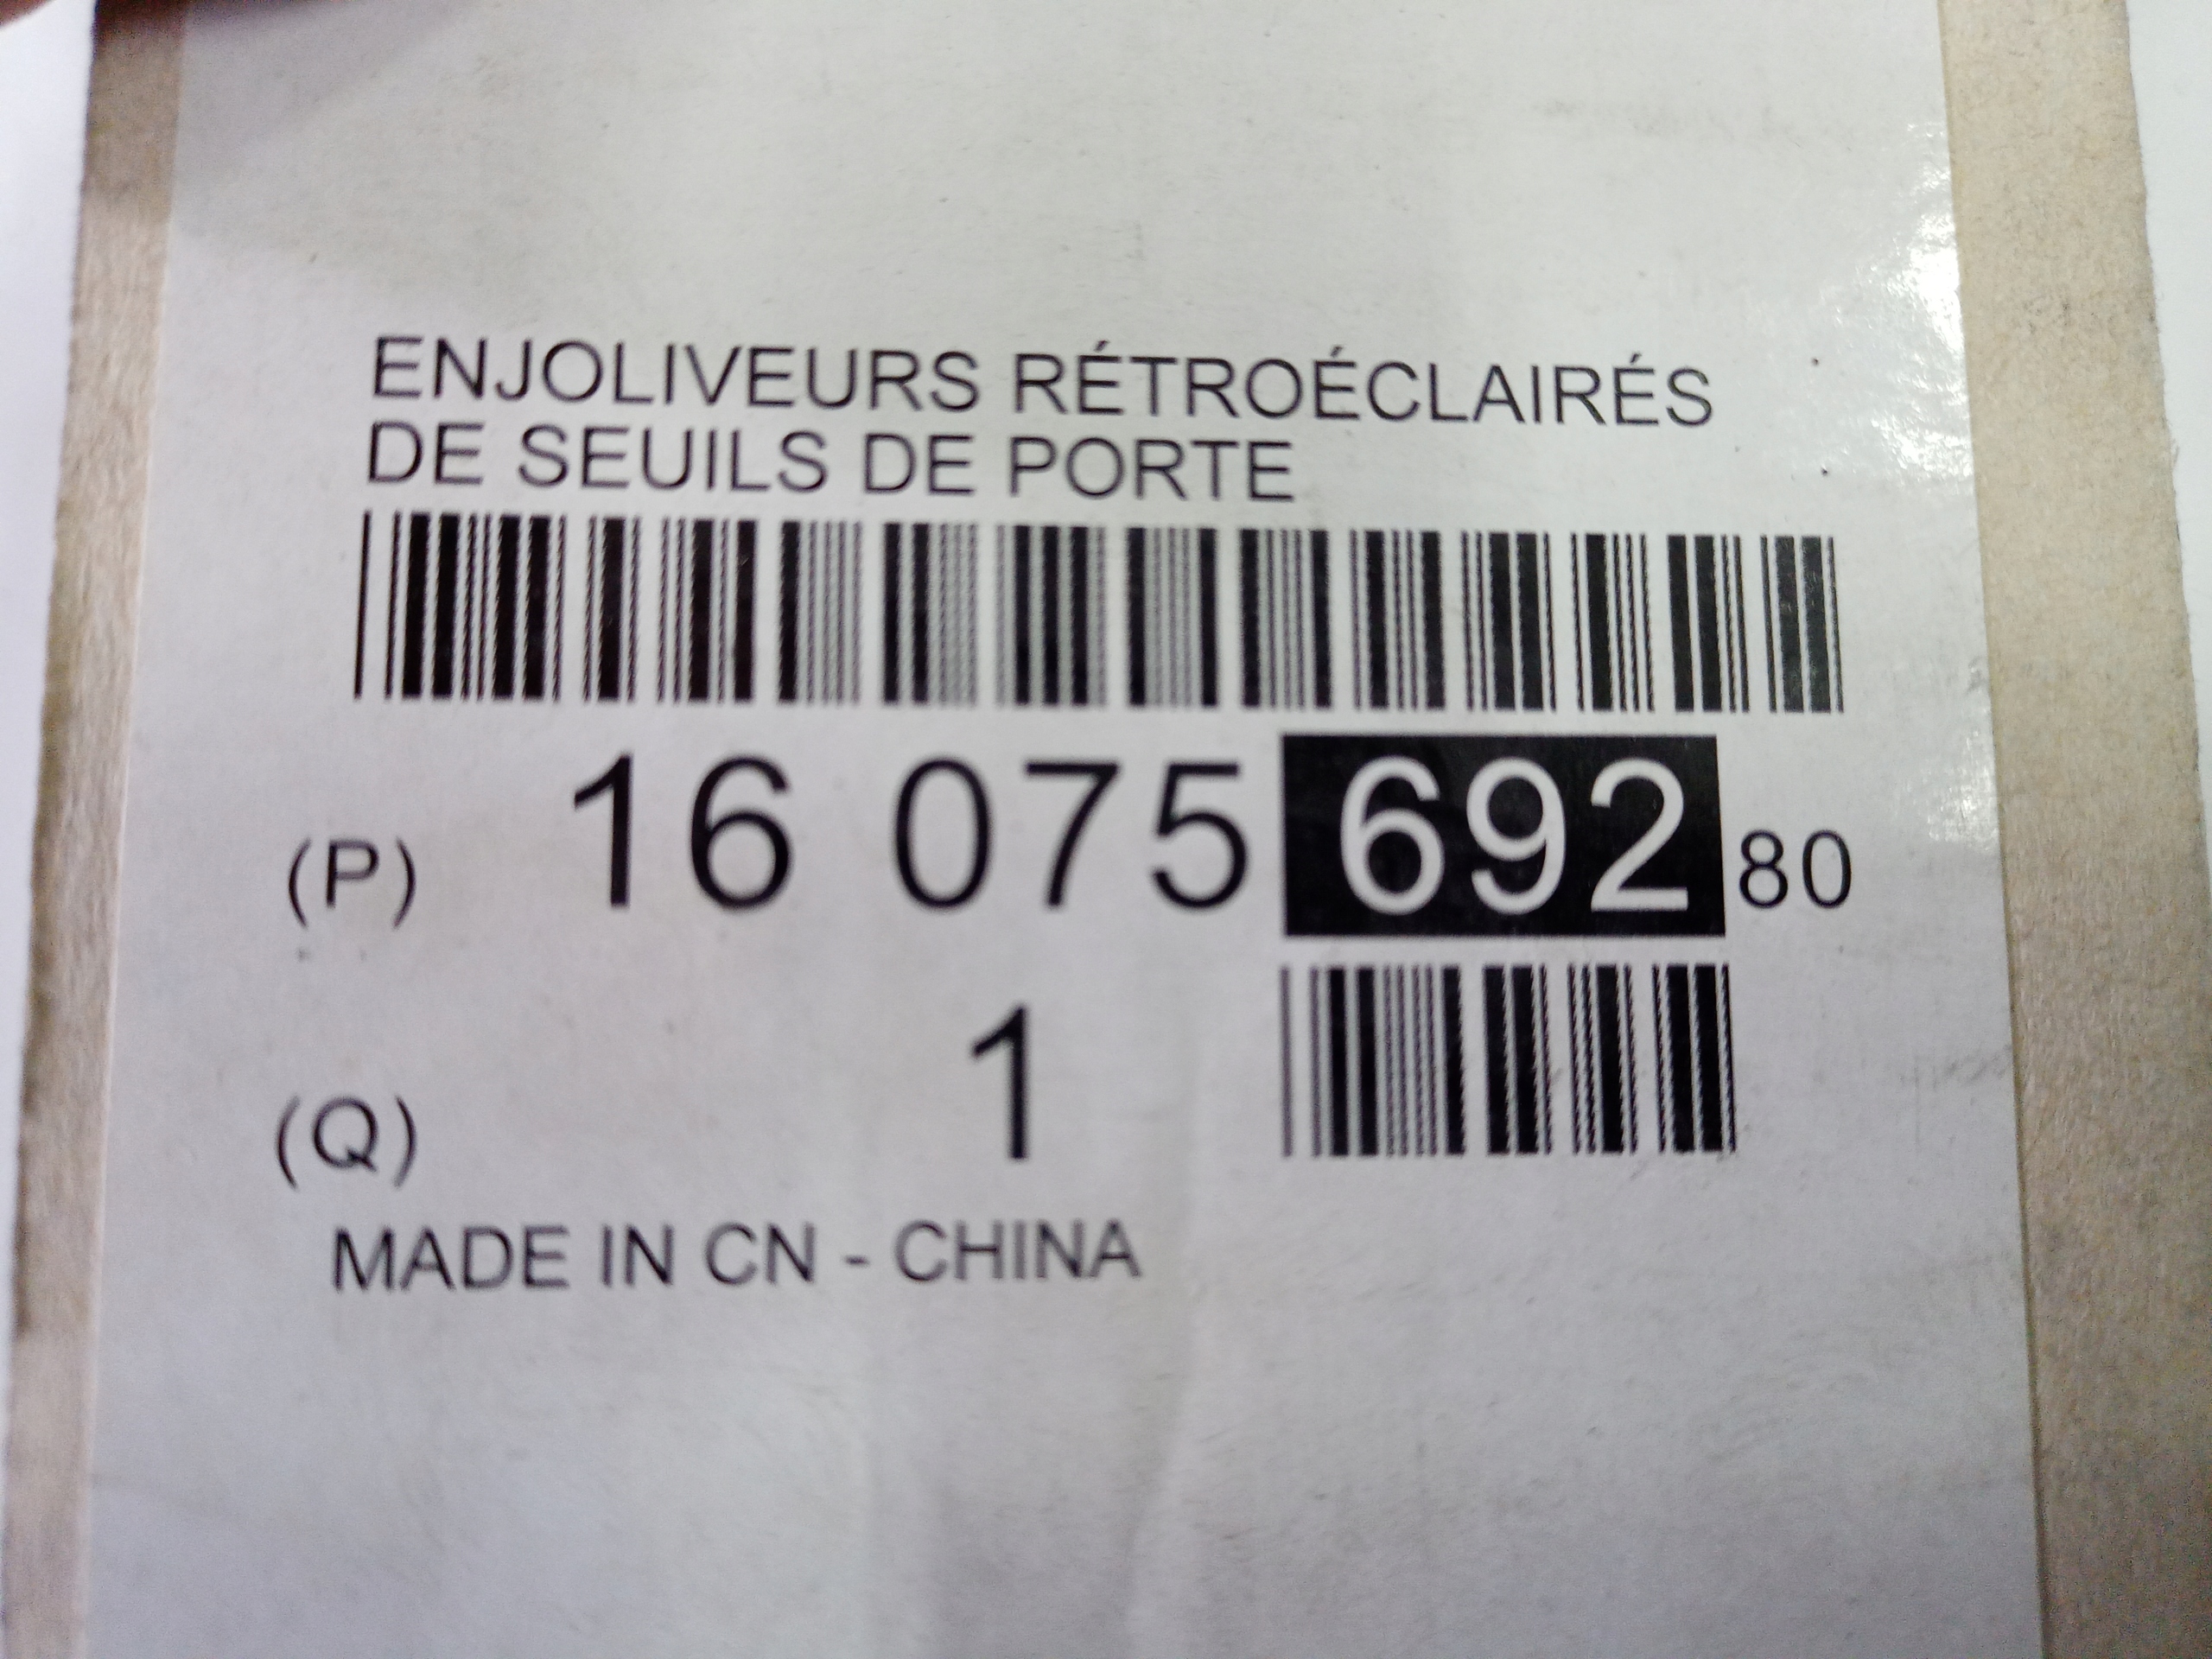 ENJOLIVEURS RÉTROÉCLAIRÉS
DE SEUILS DE PORTE
(P) 16 075 692 80
(Q) 1
MADE IN CN - CHINA